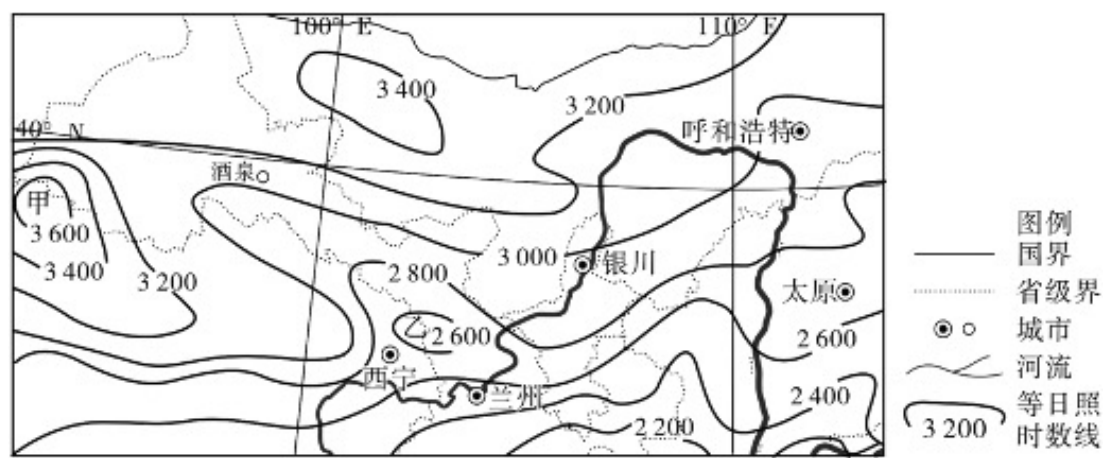 100° E
110° E
3 400
3 200
呼和浩特
40° N
酒泉
甲
3 600
3 400
3 200
3 000
银川
2 800
乙
2 600
西宁
兰州
太原
2 600
2 400
2 200
图例
国界
省级界
城市
河流
等日照
时数线
3 200